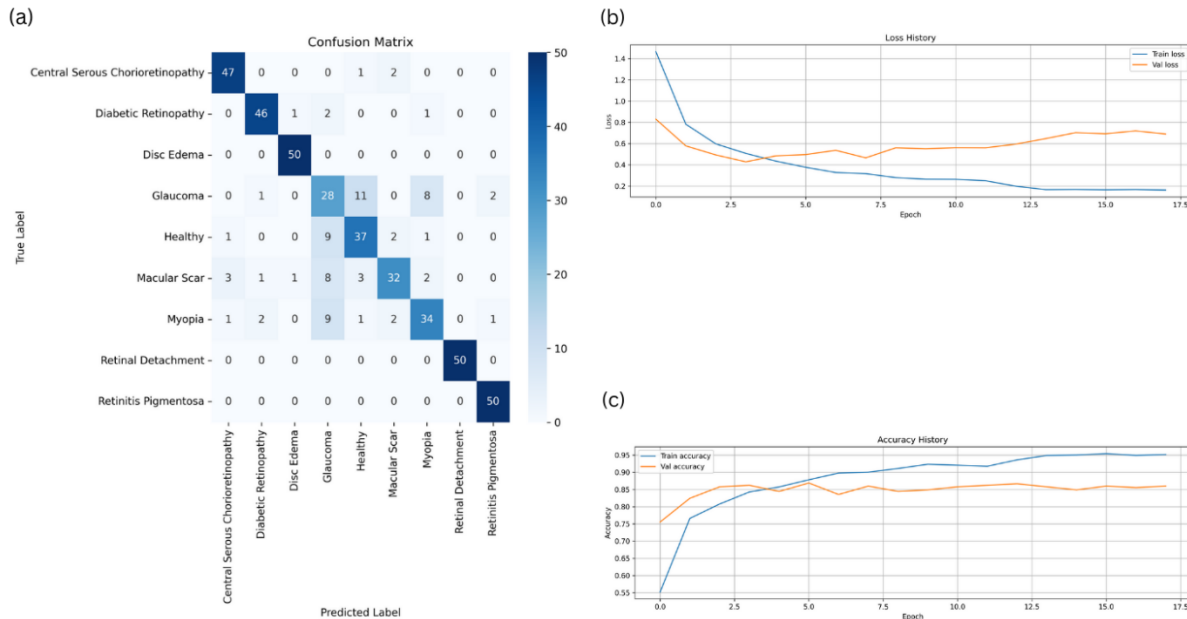 (a)
Confusion Matrix
True Label
Central Serous Chorioretinopathy 47 0 0 0 1 2 0 0 0
Diabetic Retinopathy 0 46 1 2 0 0 1 0 0
Disc Edema 0 0 50 0 0 0 0 0 0
Glaucoma 0 1 0 28 11 0 8 0 2
Healthy 1 0 0 9 37 2 1 0 0
Macular Scar 3 1 1 8 3 32 2 0 0
Myopia 1 2 0 9 1 2 34 0 1
Retinal Detachment 0 0 0 0 0 0 0 50 0
Retinitis Pigmentosa 0 0 0 0 0 0 0 0 50
Central Serous Chorioretinopathy
Diabetic Retinopathy
Disc Edema
Glaucoma
Healthy
Macular Scar
Myopia
Retinal Detachment
Retinitis Pigmentosa
Predicted Label
50
40
30
20
10
0
(b)
Loss History
Train loss
Val loss
Loss
1.4
1.2
1.0
0.8
0.6
0.4
0.2
0.0 2.5 5.0 7.5 10.0 12.5 15.0 17.5
Epoch
(c)
Accuracy History
Train accuracy
Val accuracy
Accuracy
0.95
0.90
0.85
0.80
0.75
0.70
0.65
0.60
0.55
0.0 2.5 5.0 7.5 10.0 12.5 15.0 17.5
Epoch